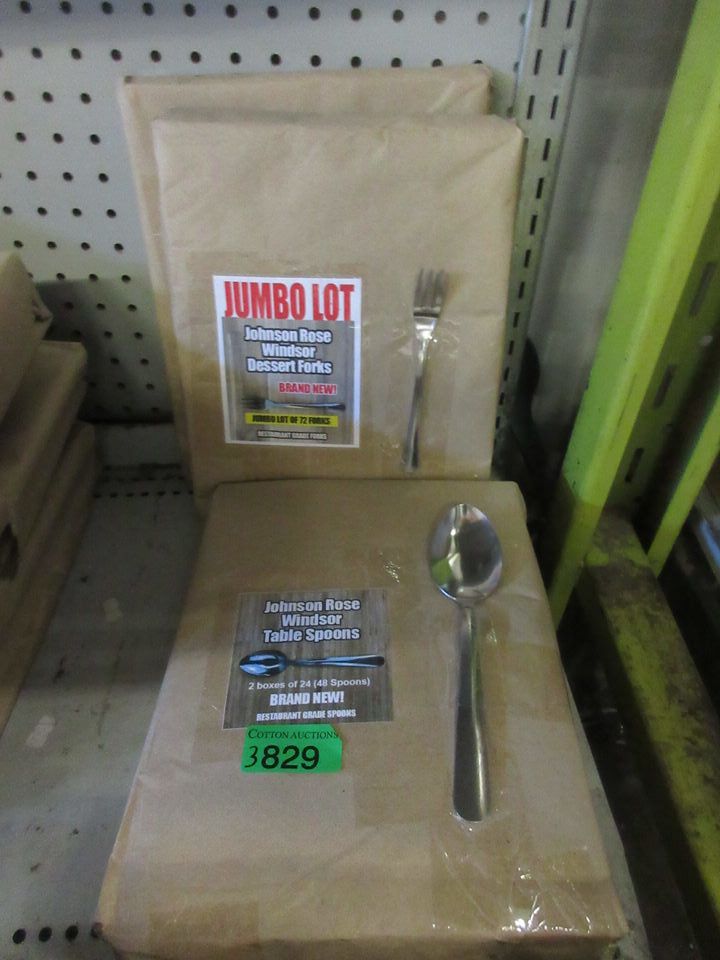 JUMBO LOT
Johnson Rose
Windsor
Dessert Forks
BRAND NEW!
JUMBO LOT OF 72 FORKS
RESTAURANT GRADE FORKS
Johnson Rose
Windsor
Table Spoons
2 boxes of 24 (48 Spoons)
BRAND NEW!
RESTAURANT GRADE SPOONS
COTTON AUCTIONS
3829